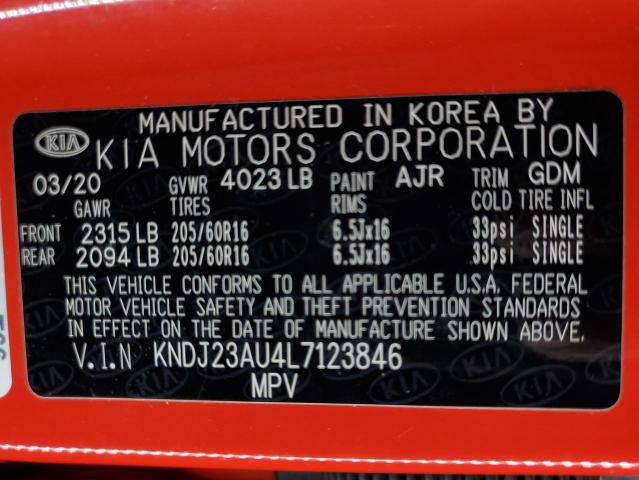 MANUFACTURED IN KOREA BY
KIA KIA MOTORS CORPORATION
03/20 GVWR 4023 LB PAINT AJR TRIM GDM
GAWR TIRES RIMS COLD TIRE INFL
FRONT 2315 LB 205/60R16 6.5Jx16 33psi SINGLE
REAR 2094 LB 205/60R16 6.5Jx16 33psi SINGLE
THIS VEHICLE CONFORMS TO ALL APPLICABLE U.S.A. FEDERAL
MOTOR VEHICLE SAFETY AND THEFT PREVENTION STANDARDS
IN EFFECT ON THE DATE OF MANUFACTURE SHOWN ABOVE.
V.I.N KNDJ23AU4L7123846
MPV